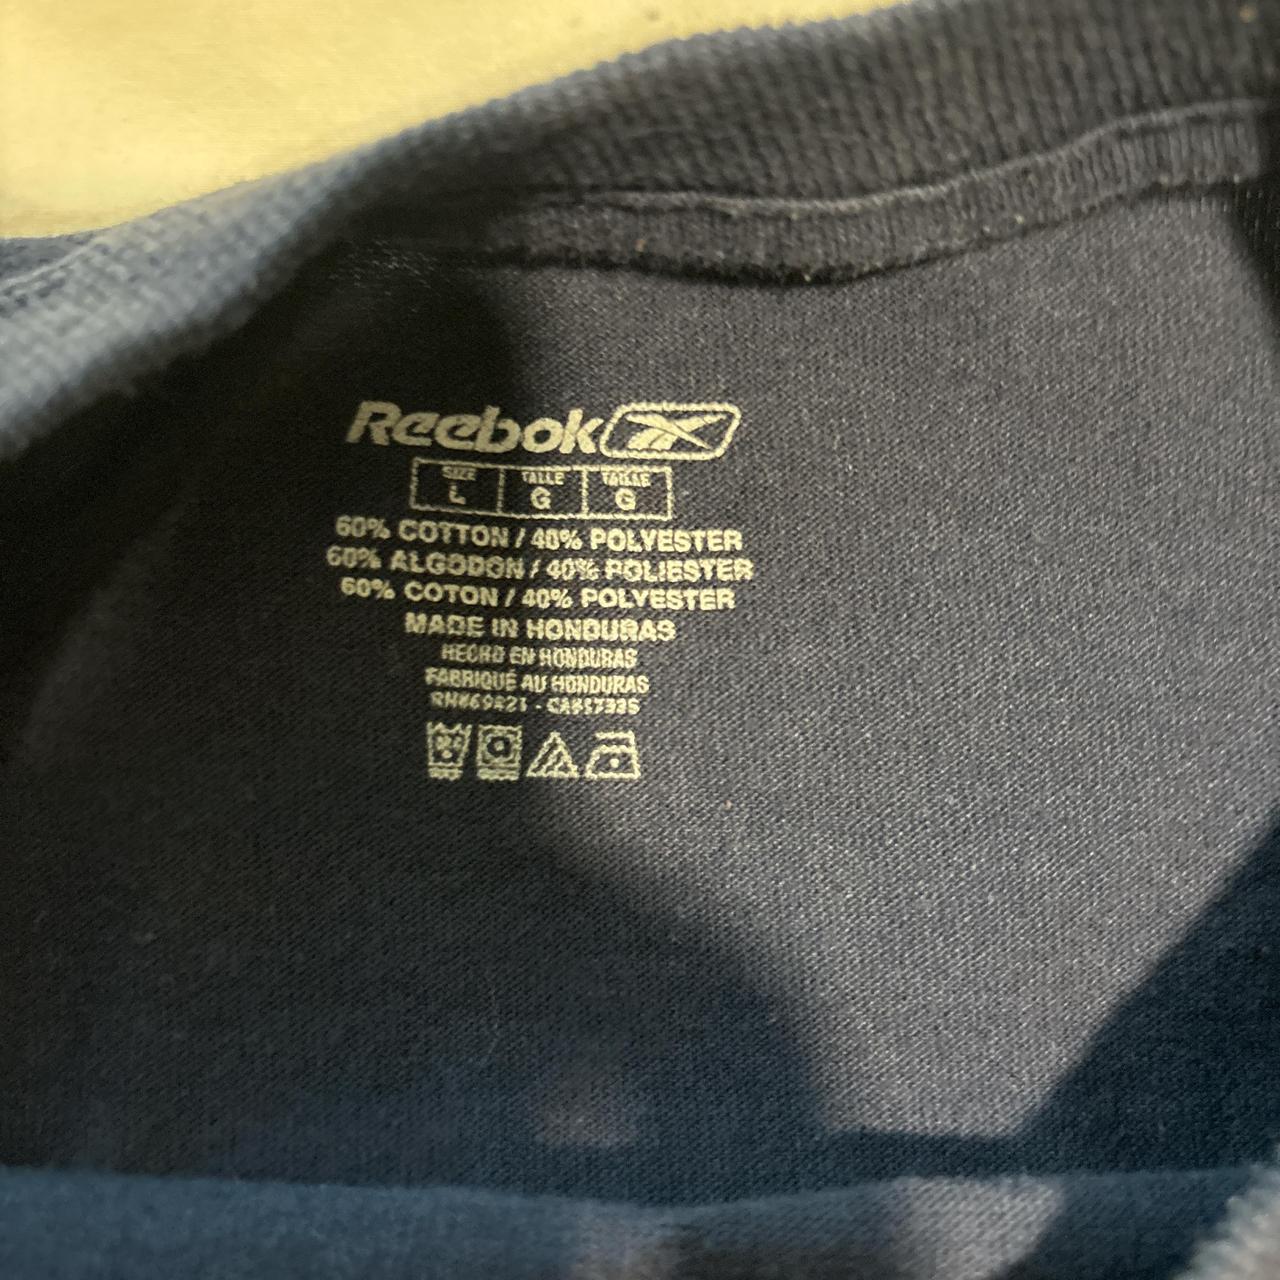 Reebok
SIZE TALLE TAILLE
L G G
60% COTTON / 40% POLYESTER
60% ALGODON / 40% POLIESTER
60% COTON / 40% POLYESTER
MADE IN HONDURAS
HECHO EN HONDURAS
FABRIQUÉ AU HONDURAS